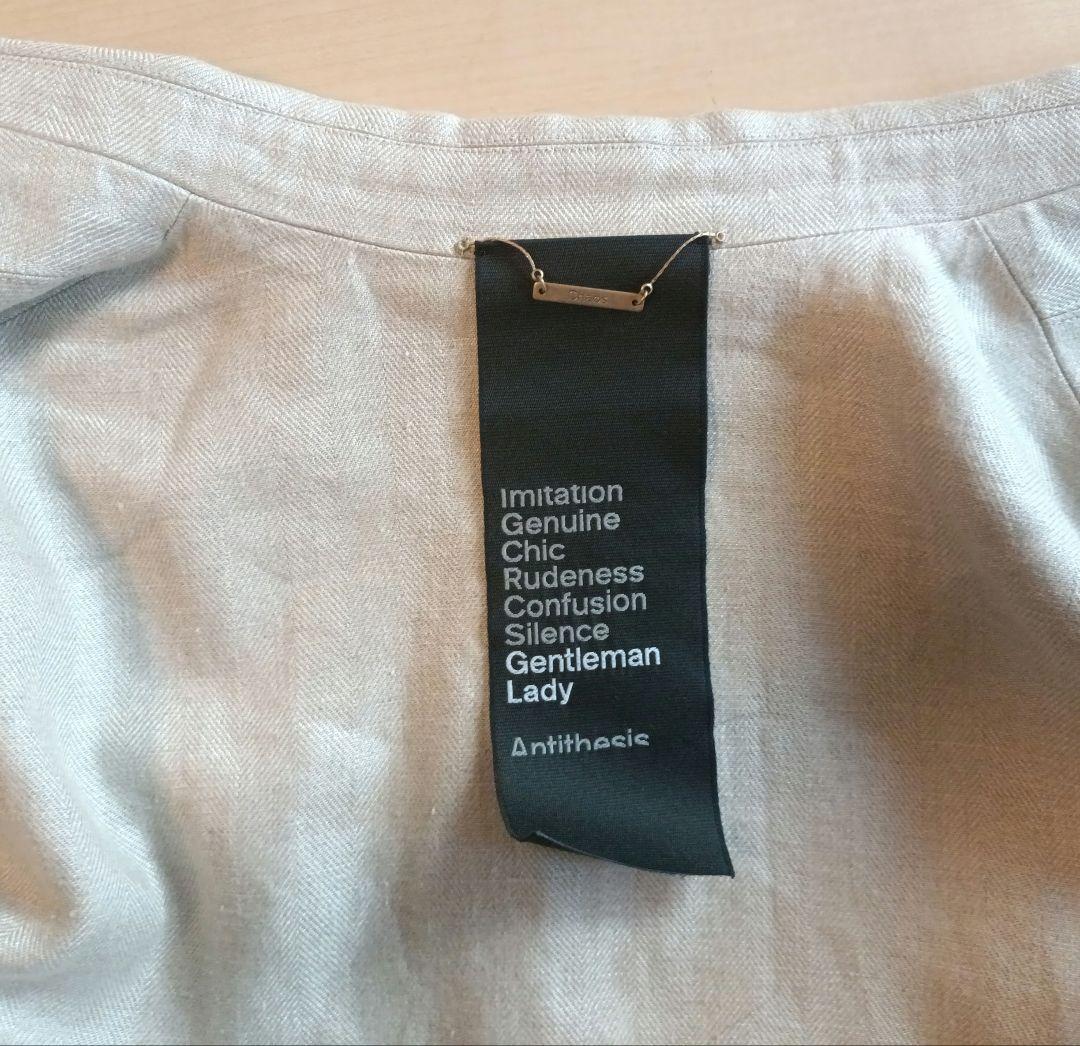 Imitation
Genuine
Chic
Rudeness
Confusion
Silence
Gentleman
Lady
Antithesis